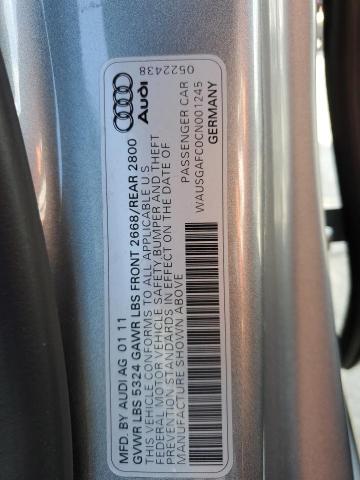 05224438
Audi
MFD. BY AUDI AG 01 11
GVWR LBS 5324 GAWR LBS FRONT 2668/REAR 2800
THIS VEHICLE CONFORMS TO ALL APPLICABLE U S
FEDERAL MOTOR VEHICLE SAFETY,BUMPER AND THEFT
PREVENTION STANDARDS IN EFFECT ON THE DATE OF
MANUFACTURE SHOWN ABOVE
PASSENGER CAR
WAUSGAFC0CN001245
GERMANY